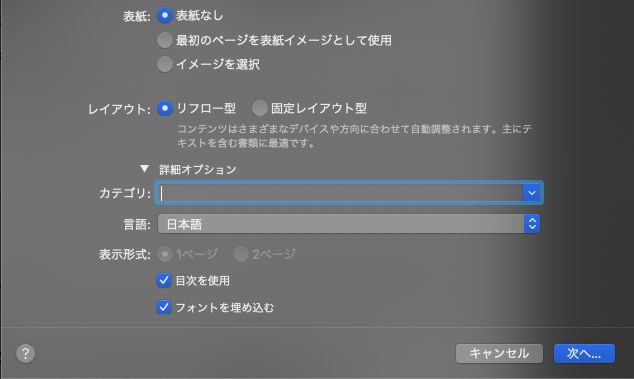 表紙: 表紙なし
最初のページを表紙イメージとして使用
イメージを選択
レイアウト: リフロー型 固定レイアウト型
コンテンツはさまざまなデバイスや方向に合わせて自動調整されます。主にテ
キストを含む書類に最適です。
詳細オプション
カテゴリ:
言語: 日本語
表示形式: 1ページ 2ページ
目次を使用
フォントを埋め込む
? キャンセル 次へ...